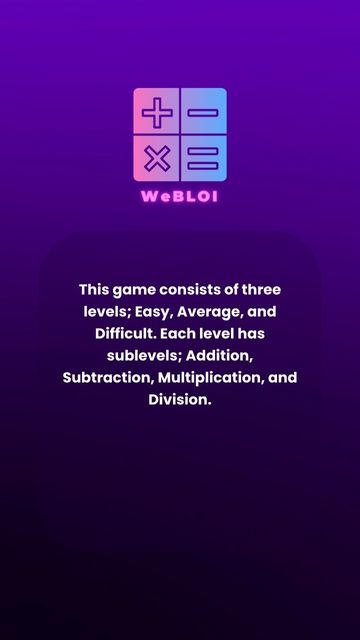 WeBLOI
This game consists of three
levels; Easy, Average, and
Difficult. Each level has
sublevels; Addition,
Subtraction, Multiplication, and
Division.